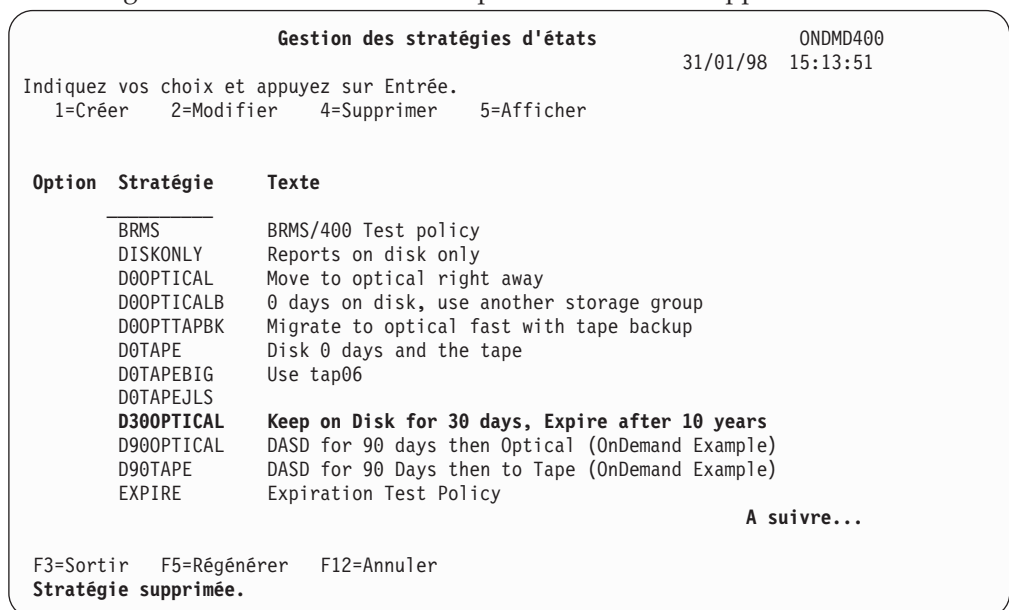 Gestion des stratégies d'états ONDMD400
31/01/98 15:13:51
Indiquez vos choix et appuyez sur Entrée.
1=Créer 2=Modifier 4=Supprimer 5=Afficher
Option Stratégie Texte
__________
BRMS BRMS/400 Test policy
DISKONLY Reports on disk only
D0OPTICAL Move to optical right away
D0OPTICALB 0 days on disk, use another storage group
D0OPTTAPBK Migrate to optical fast with tape backup
D0TAPE Disk 0 days and the tape
D0TAPEBIG Use tap06
D0TAPEJLS
D30OPTICAL Keep on Disk for 30 days, Expire after 10 years
D90OPTICAL DASD for 90 days then Optical (OnDemand Example)
D90TAPE DASD for 90 Days then to Tape (OnDemand Example)
EXPIRE Expiration Test Policy
A suivre...
F3=Sortir F5=Régénérer F12=Annuler
Stratégie supprimée.